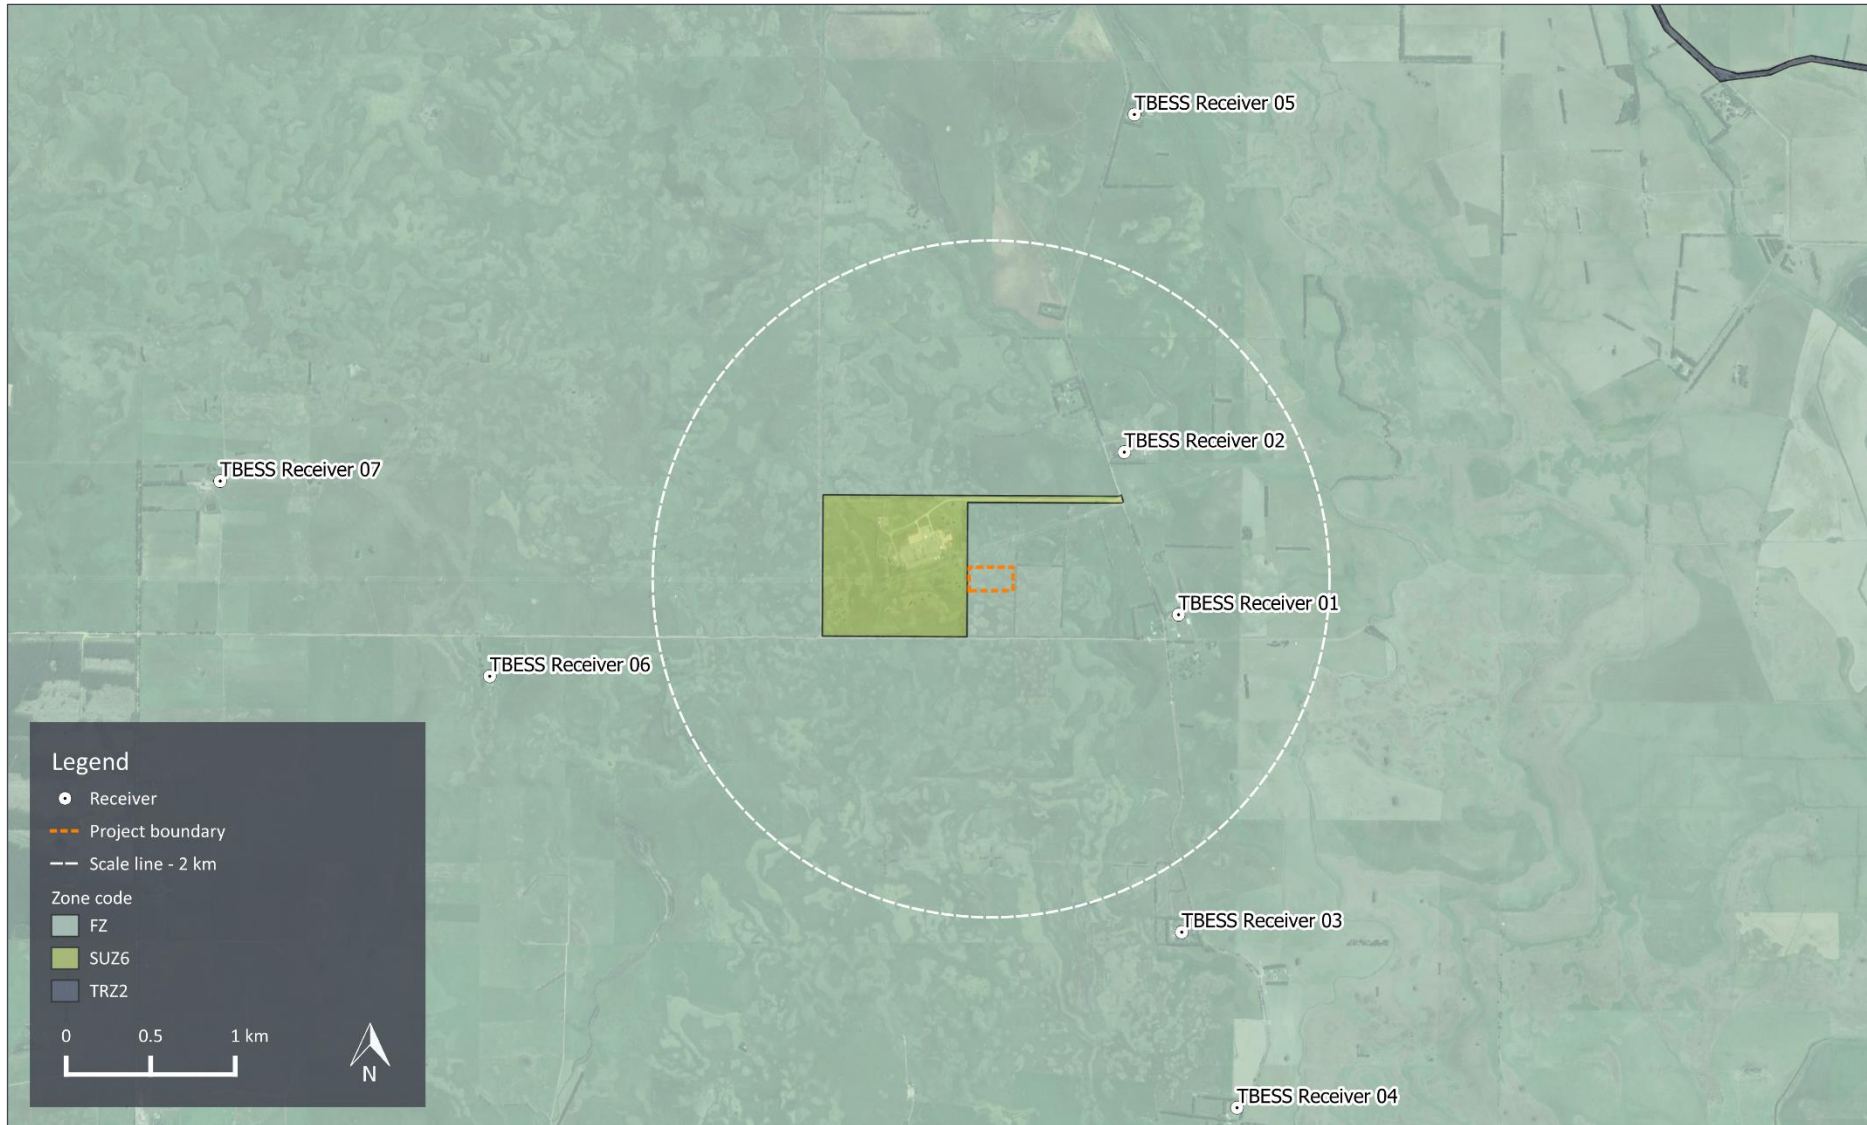 TBESS Receiver 05
TBESS Receiver 02
TBESS Receiver 07
TBESS Receiver 01
TBESS Receiver 06
TBESS Receiver 03
TBESS Receiver 04
Legend
Receiver
Project boundary
Scale line - 2 km
Zone code
FZ
SUZ6
TRZ2
0 0.5 1 km
N